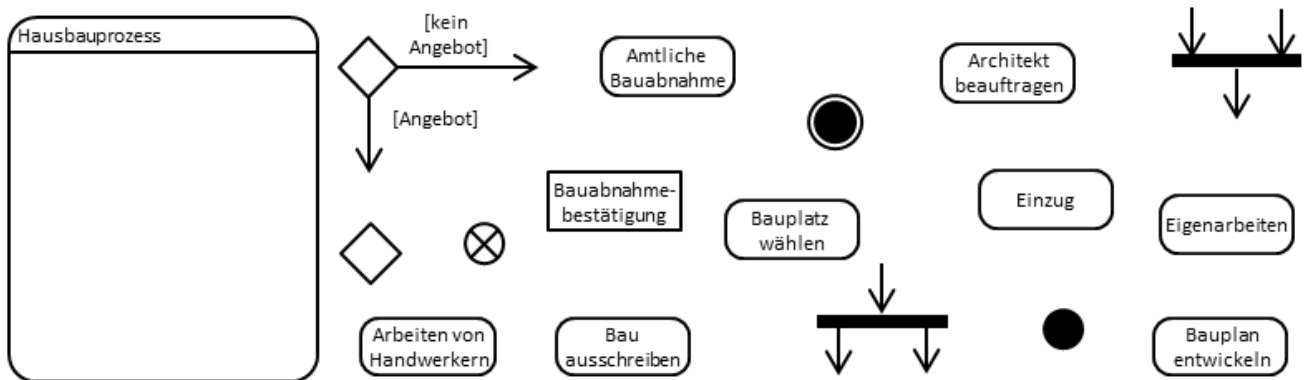 Hausbauprozess
[kein
Angebot]
[Angebot]
Amtliche
Bauabnahme
Architekt
beauftragen
Bauabnahme-
bestätigung
Bauplatz
wählen
Einzug
Eigenarbeiten
Arbeiten von
Handwerkern
Bau
ausschreiben
Bauplan
entwickeln